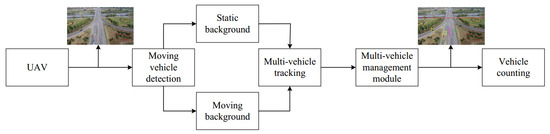 UAV
Moving
vehicle
detection
Static
background
Moving
background
Multi-vehicle
tracking
Multi-vehicle
management
module
Vehicle
counting